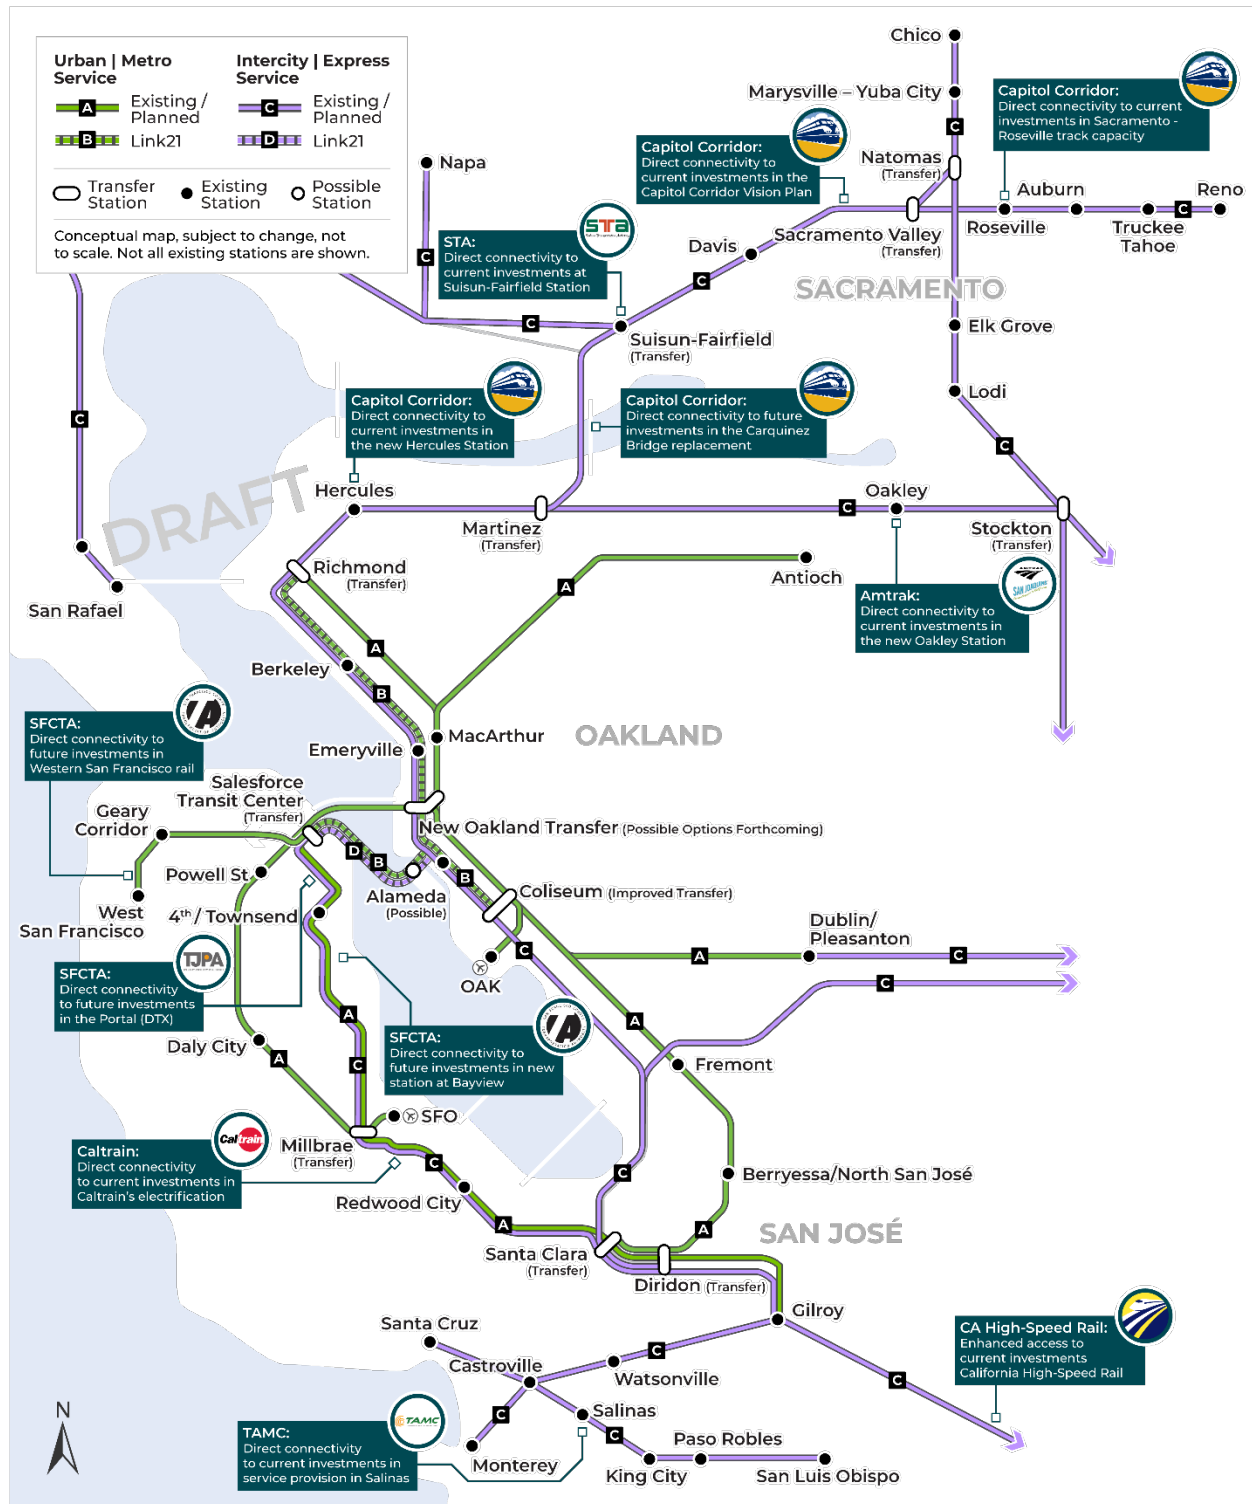 Urban | Metro
Service
A
Existing /
Planned
B
Link21
Intercity | Express
Service
C
Existing /
Planned
D
Link21
Transfer
Station
Existing
Station
Possible
Station
Conceptual map, subject to change, not
to scale. Not all existing stations are shown.
Chico
Marysville – Yuba City
C
Capitol Corridor:
Direct connectivity to current
investments in Sacramento -
Roseville track capacity
Capitol Corridor:
Direct connectivity to
current investments in the
Capitol Corridor Vision Plan
Natomas
(Transfer)
Napa
Auburn
Reno
C
Roseville
Truckee
Tahoe
Sacramento Valley
(Transfer)
STA
STA:
Direct connectivity to
current investments at
Suisun-Fairfield Station
Davis
C
C
SACRAMENTO
C
Suisun-Fairfield
(Transfer)
Elk Grove
Lodi
C
C
Capitol Corridor:
Direct connectivity to
current investments in
the new Hercules Station
Capitol Corridor:
Direct connectivity to future
investments in the Carquinez
Bridge replacement
DRAFT
Hercules
Martinez
(Transfer)
C
Oakley
Stockton
(Transfer)
Richmond
(Transfer)
A
Antioch
San Rafael
AMTRAK
SAN JOAQUINS
Amtrak:
Direct connectivity to
current investments in
the new Oakley Station
A
Berkeley
B
SFCTA:
Direct connectivity to
future investments in
Western San Francisco rail
Emeryville
MacArthur
OAKLAND
Salesforce
Transit Center
(Transfer)
Geary
Corridor
New Oakland Transfer (Possible Options Forthcoming)
D
B
Powell St
B
Alameda
(Possible)
Coliseum (Improved Transfer)
West
San Francisco
4th / Townsend
Dublin/
Pleasanton
C
A
C
OAK
C
TJPA
SFCTA:
Direct connectivity
to future investments
in the Portal (DTX)
A
A
SFCTA:
Direct connectivity to
future investments in new
station at Bayview
Daly City
A
C
Fremont
SFO
Caltrain
Caltrain:
Direct connectivity
to current investments in
Caltrain's electrification
Millbrae
(Transfer)
C
C
Berryessa/North San José
Redwood City
A
A
SAN JOSÉ
Santa Clara
(Transfer)
Diridon (Transfer)
Gilroy
Santa Cruz
C
CA High-Speed Rail:
Enhanced access to
current investments
California High-Speed Rail
Castroville
Watsonville
C
N
C
Salinas
TAMC
TAMC:
Direct connectivity
to current investments in
service provision in Salinas
C
Paso Robles
Monterey
King City
San Luis Obispo